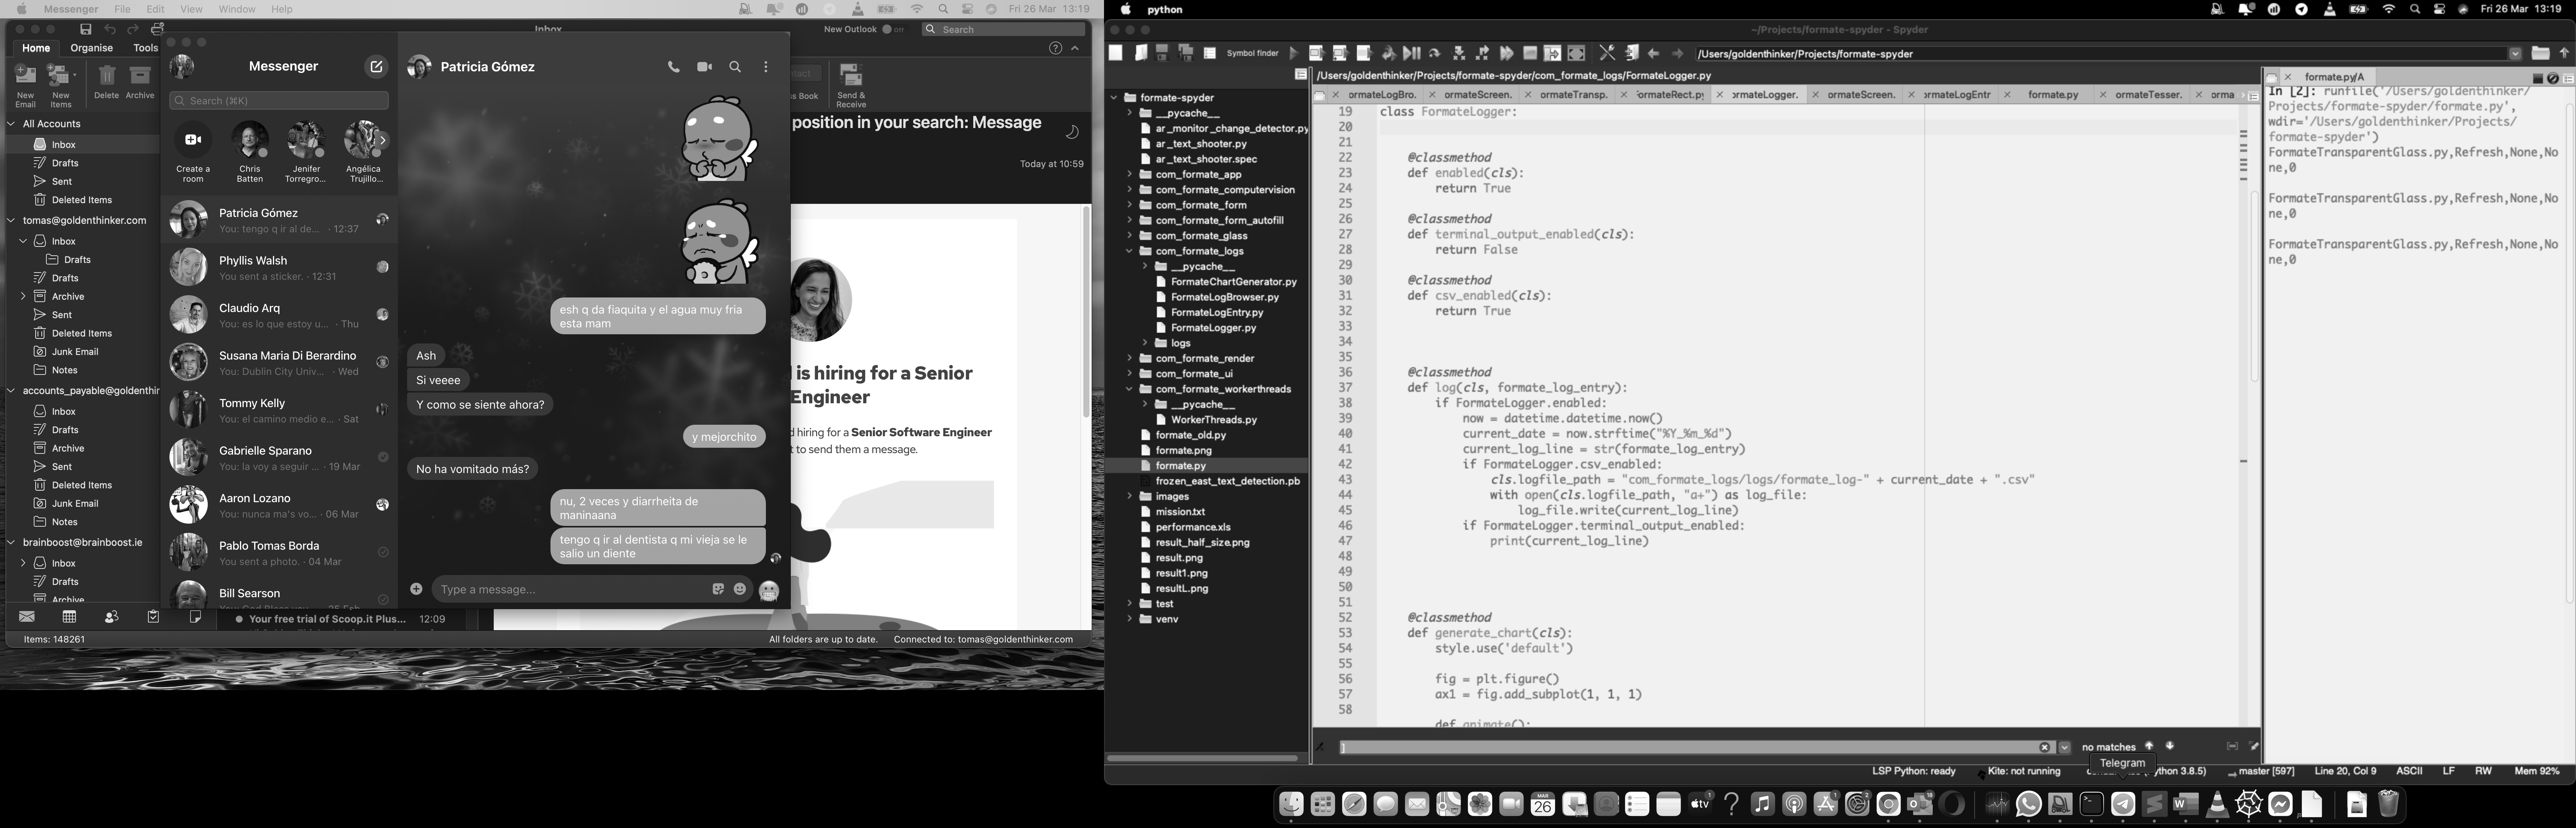 Messenger File Edit View Window Help
Fri 26 Mar 13:19
Inbox
New Outlook
Search
Home Organise Tools
New Email
New Items
Delete
Archive
Send & Receive
All Accounts
Inbox
Drafts
Sent
Deleted Items
tomas@goldenthinker.com
Inbox
Drafts
Drafts
Archive
Sent
Deleted Items
Junk Email
Notes
accounts_payable@goldenthin
Inbox
Drafts
Archive
Sent
Deleted Items
Junk Email
Notes
brainboost@brainboost.ie
Inbox
Drafts
Archive
Items: 148261
Messenger
Search (⌘K)
Create a room
Chris Batten
Jenifer Torregro...
Angélica Trujillo...
Patricia Gómez
You: tengo q ir al de... · 12:37
Phyllis Walsh
You sent a sticker. · 12:31
Claudio Arq
You: es lo que estoy u... · Thu
Susana Maria Di Berardino
You: Dublin City Univ... · Wed
Tommy Kelly
You: el camino medio e... · Sat
Gabrielle Sparano
You: la voy a seguir ... · 19 Mar
Aaron Lozano
You: nunca ma's vo... · 06 Mar
Pablo Tomas Borda
You sent a photo. · 04 Mar
Bill Searson
Patricia Gómez
esh q da fiaquita y el agua muy fria
esta mam
Ash
Si veeee
Y como se siente ahora?
y mejorchito
No ha vomitado más?
nu, 2 veces y diarrheita de
maninaana
tengo q ir al dentista q mi vieja se le
salio un diente
Type a message...
position in your search: Message
Today at 10:59
is hiring for a Senior
Engineer
hiring for a Senior Software Engineer
t to send them a message.
Your free trial of Scoop.it Plus... 12:09
All folders are up to date. Connected to: tomas@goldenthinker.com
python
Fri 26 Mar 13:19
~/Projects/formate-spyder - Spyder
Symbol finder
/Users/goldenthinker/Projects/formate-spyder
/Users/goldenthinker/Projects/formate-spyder/com_formate_logs/FormateLogger.py
ormateLogBro. ormateScreen. ormateTransp. ormateRect.py ormateLogger. ormateScreen. ormateLogEntr formate.py ormateTesser. orma
formate-spyder
__pycache__
ar_monitor_change_detector.py
ar_text_shooter.py
ar_text_shooter.spec
com_formate_app
com_formate_computervision
com_formate_form
com_formate_form_autofill
com_formate_glass
com_formate_logs
__pycache__
FormateChartGenerator.py
FormateLogBrowser.py
FormateLogEntry.py
FormateLogger.py
logs
com_formate_render
com_formate_ui
com_formate_workerthreads
__pycache__
WorkerThreads.py
formate_old.py
formate.png
formate.py
frozen_east_text_detection.pb
images
mission.txt
performance.xls
result_half_size.png
result.png
result1.png
resultL.png
test
venv
19 class FormateLogger:
20
21
22 @classmethod
23 def enabled(cls):
24 return True
25
26 @classmethod
27 def terminal_output_enabled(cls):
28 return False
29
30 @classmethod
31 def csv_enabled(cls):
32 return True
33
34
35
36 @classmethod
37 def log(cls, formate_log_entry):
38 if FormateLogger.enabled:
39 now = datetime.datetime.now()
40 current_date = now.strftime("%Y_%m_%d")
41 current_log_line = str(formate_log_entry)
42 if FormateLogger.csv_enabled:
43 cls.logfile_path = "com_formate_logs/logs/formate_log-" + current_date + ".csv"
44 with open(cls.logfile_path, "a+") as log_file:
45 log_file.write(current_log_line)
46 if FormateLogger.terminal_output_enabled:
47 print(current_log_line)
48
49
50
51
52 @classmethod
53 def generate_chart(cls):
54 style.use('default')
55
56 fig = plt.figure()
57 ax1 = fig.add_subplot(1, 1, 1)
58
def animate():
]
no matches
Telegram
LSP Python: ready Kite: not running ython 3.8.5) master [597] Line 20, Col 9 ASCII LF RW Mem 92%
formate.py/A
In [2]: runfile('/Users/goldenthinker/
Projects/formate-spyder/formate.py',
wdir='/Users/goldenthinker/Projects/
formate-spyder')
FormateTransparentGlass.py,Refresh,None,No
ne,0
FormateTransparentGlass.py,Refresh,None,No
ne,0
FormateTransparentGlass.py,Refresh,None,No
ne,0
MAR
26
tv